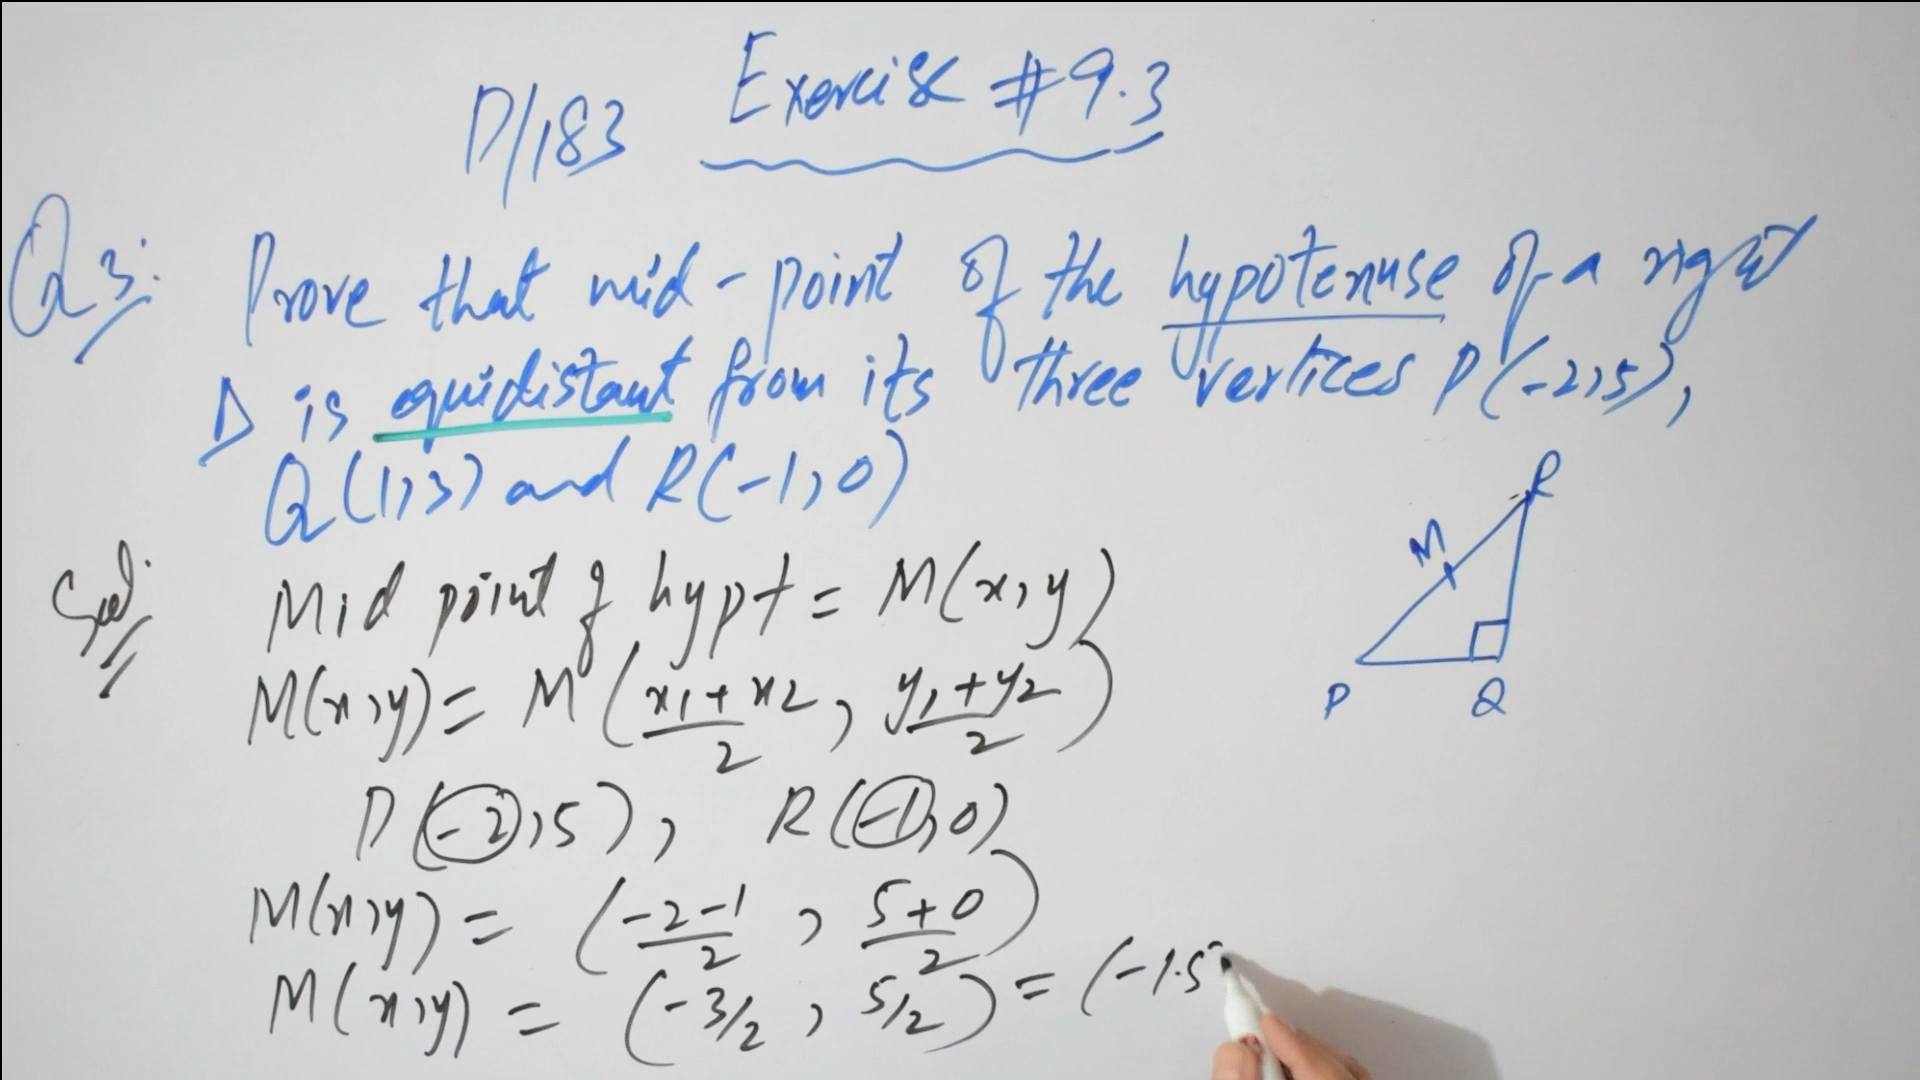 Exercise #9.3
P/183
Q3: Prove that mid-point of the hypotenuse of a right
Δ is equidistant from its three vertices P(-2,5),
Q(1,3) and R(-1,0)
R
M
P Q
Sol:
Mid point of hypt = M(x,y)
M(x,y) = M(x1+x2/2, y1+y2/2)
P(-2,5), R(-1,0)
M(x,y) = (-2-1/2, 5+0/2)
M(x,y) = (-3/2, 5/2) = (-1.5